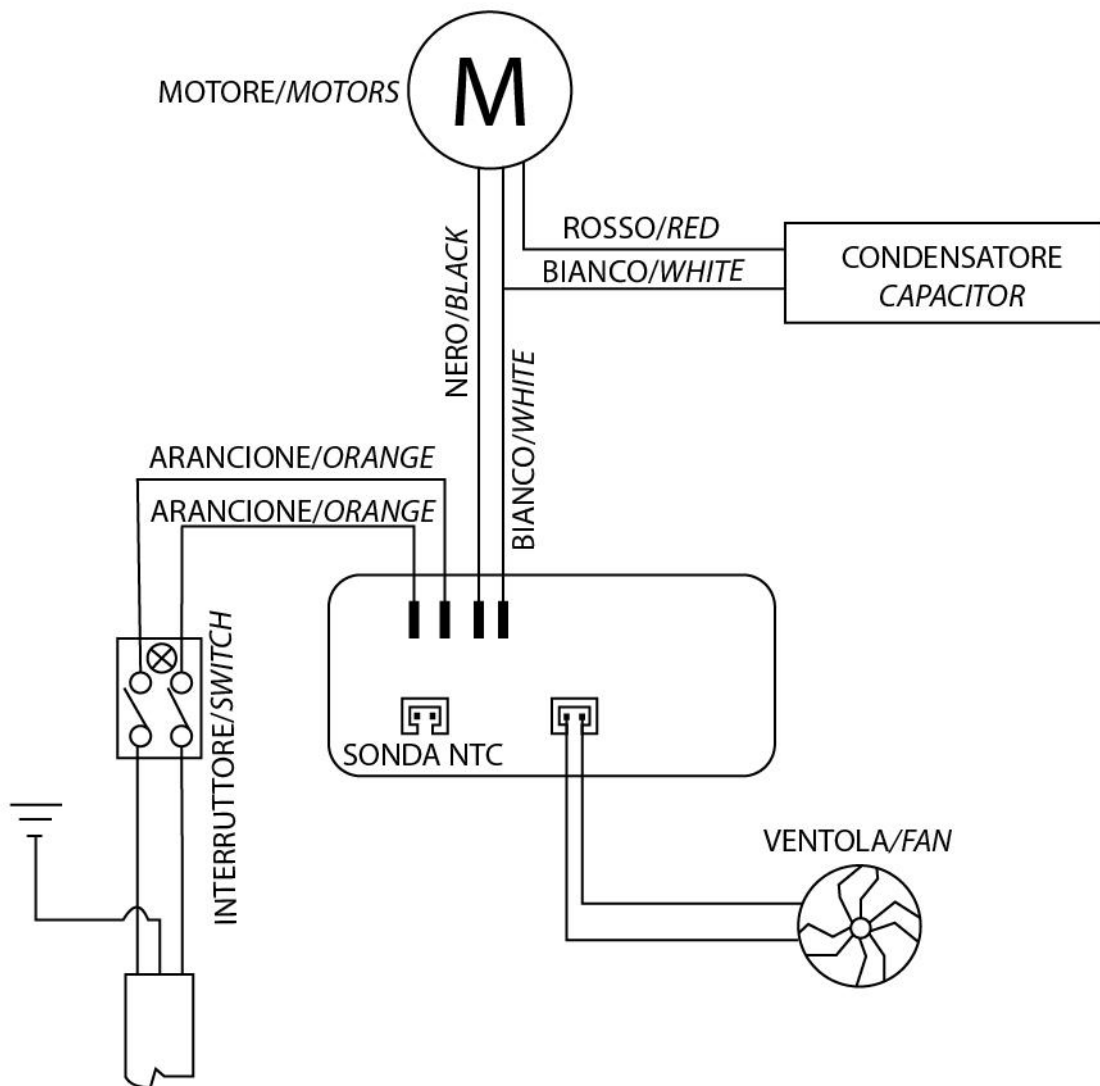 M
MOTORE/MOTORS
ROSSO/RED
BIANCO/WHITE
CONDENSATORE
CAPACITOR
NERO/BLACK
BIANCO/WHITE
ARANCIONE/ORANGE
ARANCIONE/ORANGE
INTERRUTTORE/SWITCH
SONDA NTC
VENTOLA/FAN